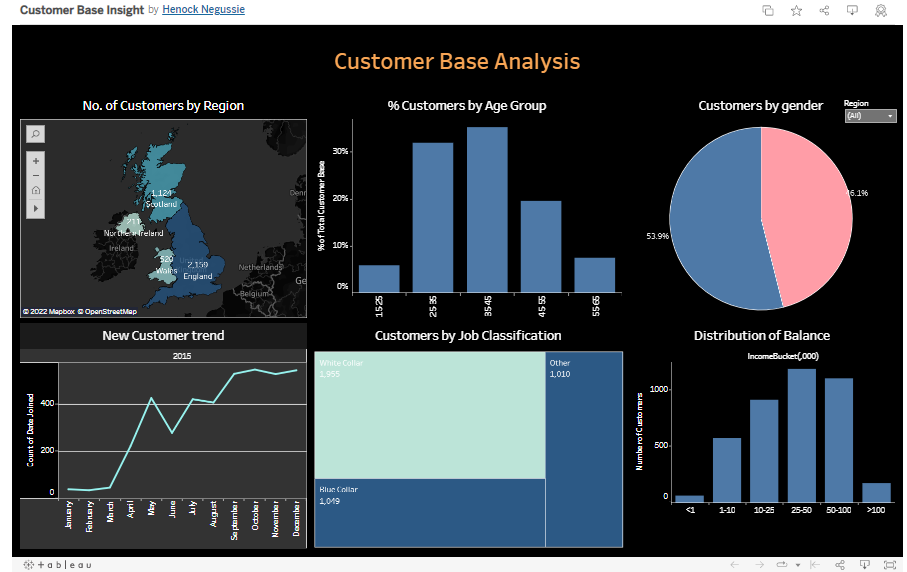 Customer Base Insight by Henock Negussie
Customer Base Analysis
No. of Customers by Region
1,124
Scotland
211
Northern Ireland
Ireland
520
Wales
2,159
England
Netherlands
Belgium
Denn
Ge
© 2022 Mapbox © OpenStreetMap
% Customers by Age Group
% of Total Customer Base
30%
20%
10%
0%
15-25
25-35
35-45
45-55
55-65
Customers by gender
Region
(All)
46.1%
53.9%
New Customer trend
2015
Count of Date Joined
400
200
0
January
February
March
April
May
June
July
August
September
October
November
December
Customers by Job Classification
White Collar
1,955
Other
1,010
Blue Collar
1,049
Distribution of Balance
IncomeBucket(,000)
Number of Customers
1000
500
0
<1
1-10
10-25
25-50
50-100
>100
+ a b l e a u